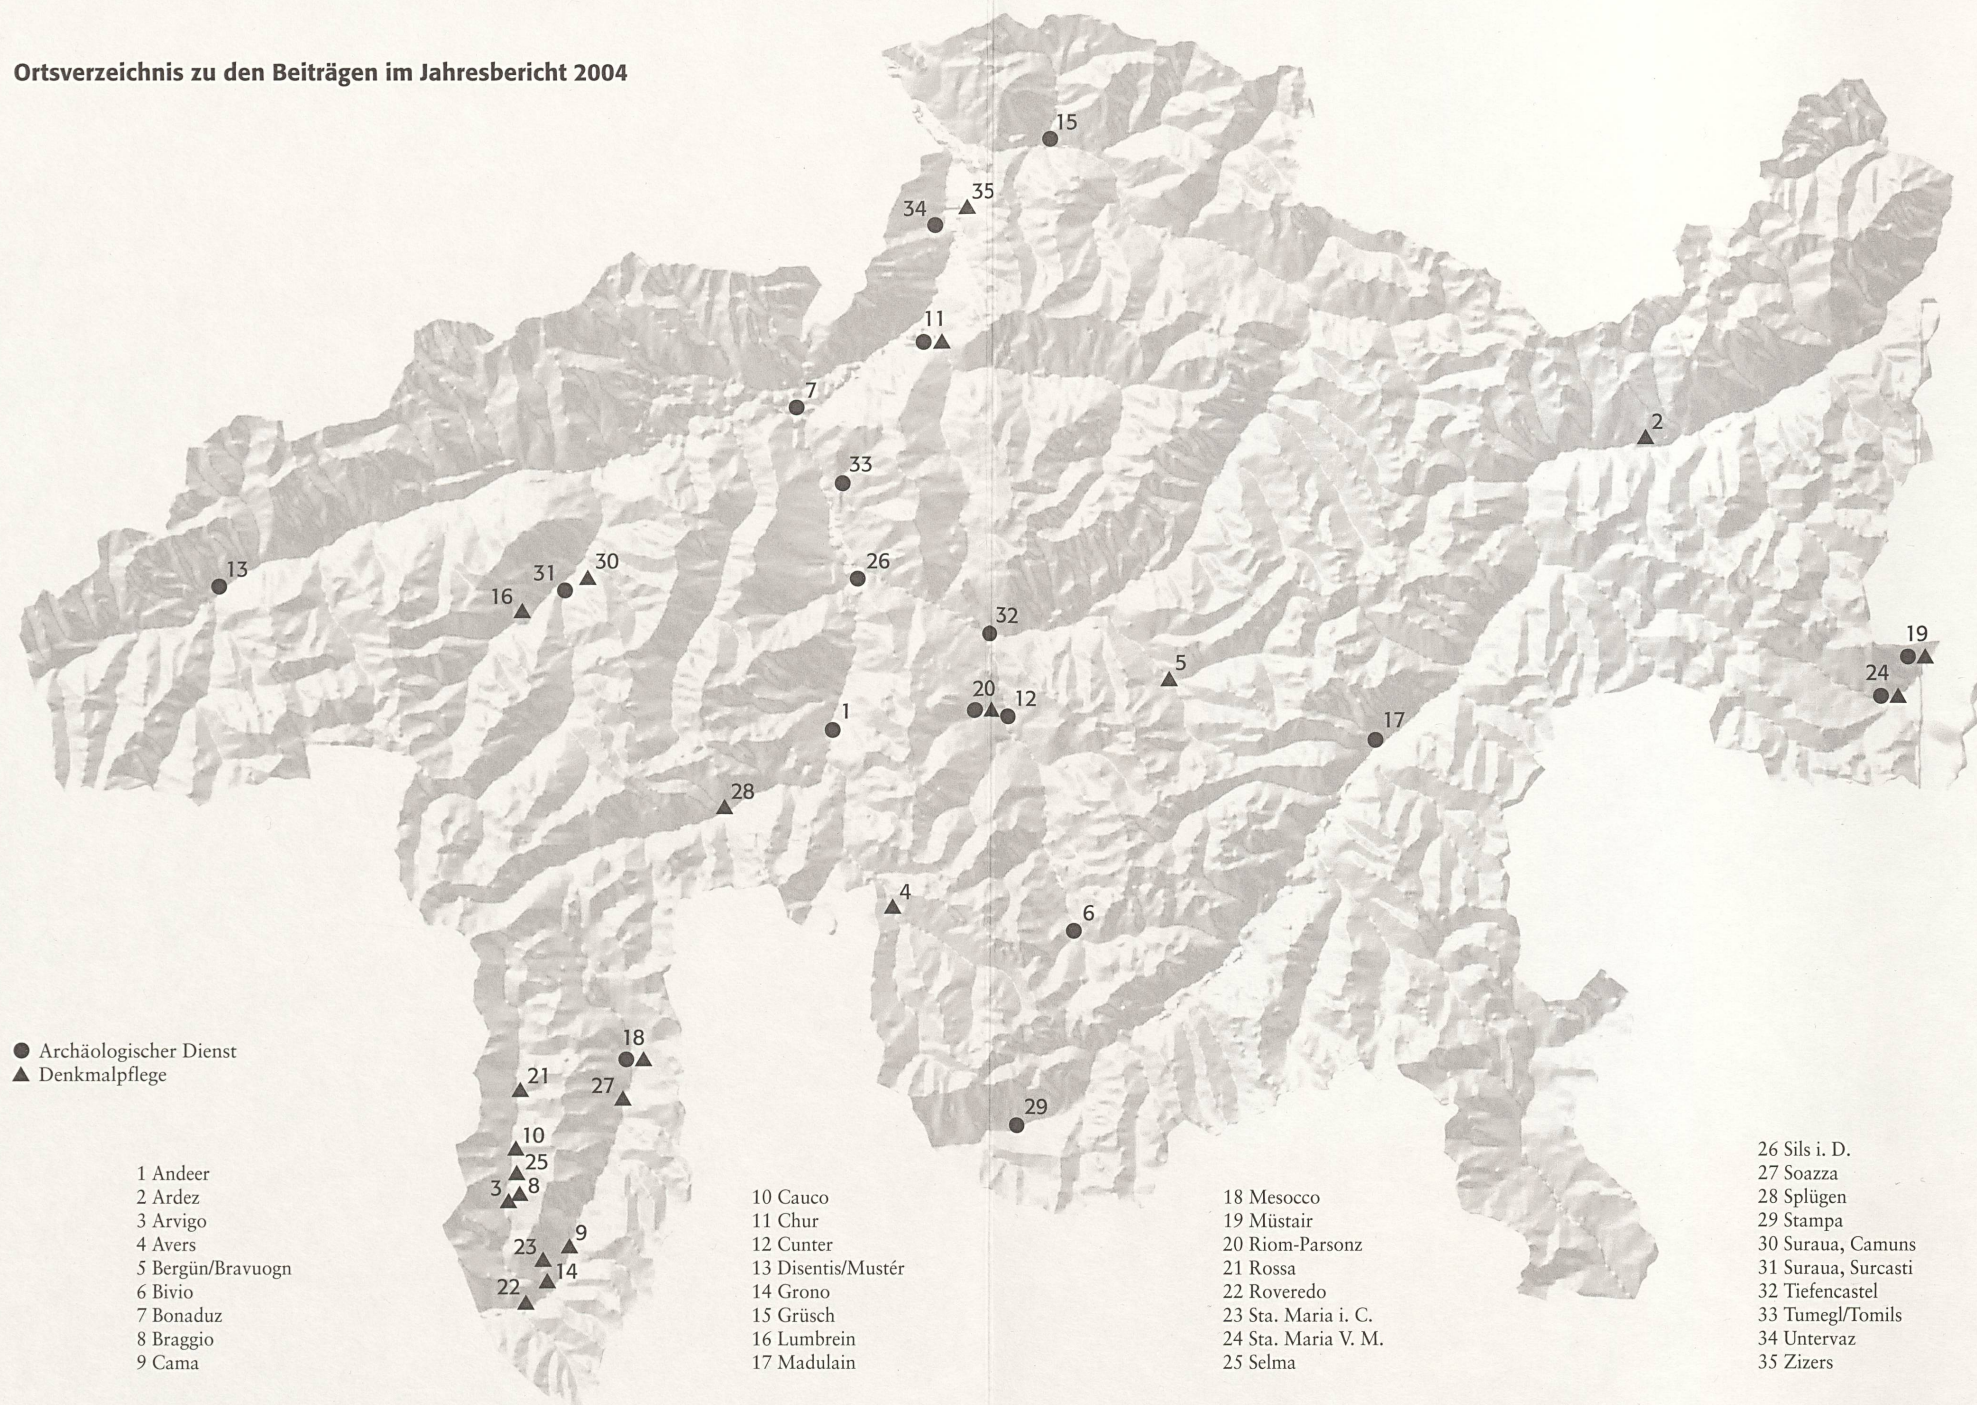 Ortsverzeichnis zu den Beiträgen im Jahresbericht 2004
15
35
34
11
7
2
33
13
31
30
26
16
32
19
5
24
20
12
1
17
28
4
6
18
21
27
29
10
25
3
8
9
23
14
22
Archäologischer Dienst
Denkmalpflege
1 Andeer
2 Ardez
3 Arvigo
4 Avers
5 Bergün/Bravuogn
6 Bivio
7 Bonaduz
8 Braggio
9 Cama
10 Cauco
11 Chur
12 Cunter
13 Disentis/Mustér
14 Grono
15 Grüsch
16 Lumbrein
17 Madulain
18 Mesocco
19 Müstair
20 Riom-Parsonz
21 Rossa
22 Roveredo
23 Sta. Maria i. C.
24 Sta. Maria V. M.
25 Selma
26 Sils i. D.
27 Soazza
28 Splügen
29 Stampa
30 Suraua, Camuns
31 Suraua, Surcasti
32 Tiefencastel
33 Tumegl/Tomils
34 Untervaz
35 Zizers